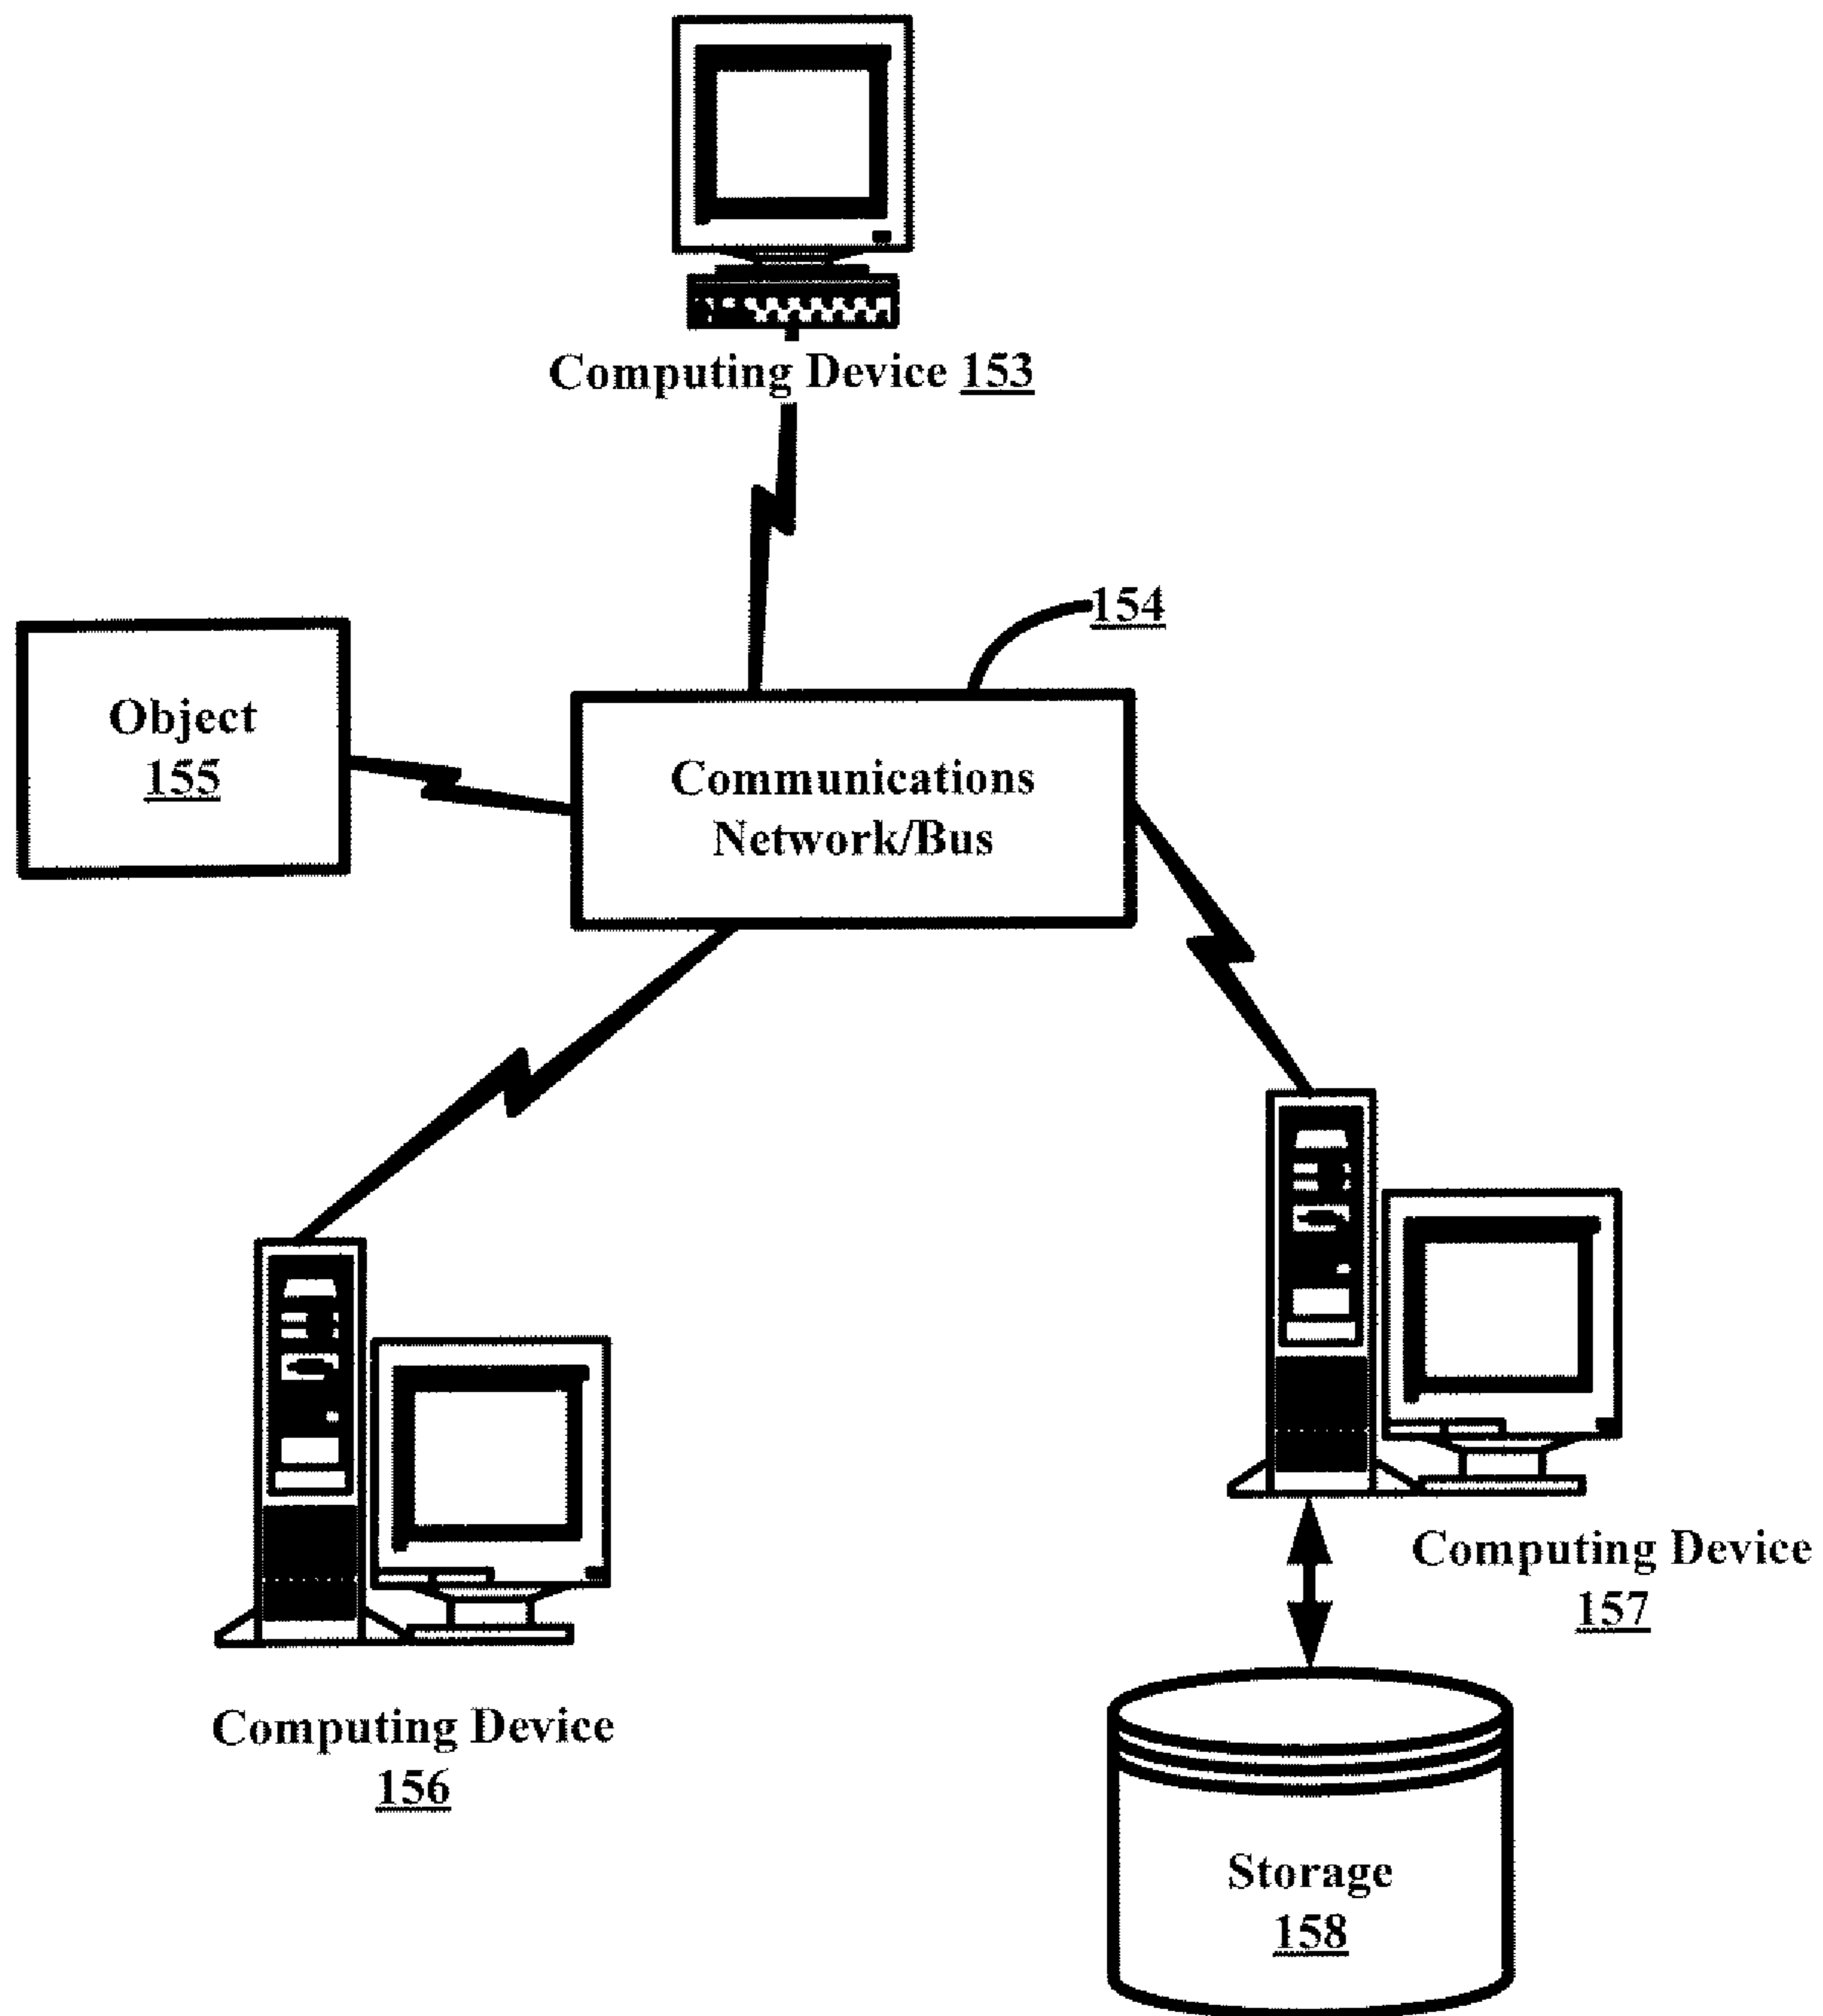 Computing Device 153
154
Object
155
Communications
Network/Bus
Computing Device
157
Computing Device
156
Storage
158